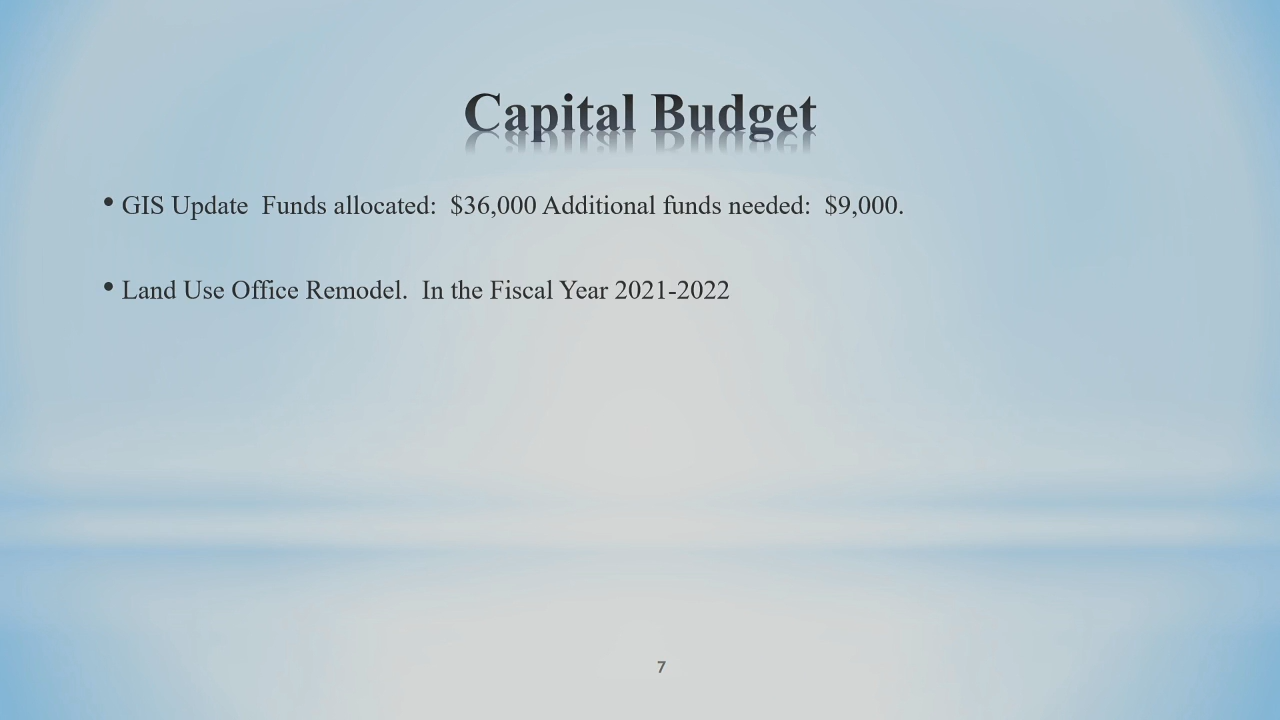 Capital Budget
• GIS Update  Funds allocated:  $36,000 Additional funds needed:  $9,000.
• Land Use Office Remodel.  In the Fiscal Year 2021-2022
7